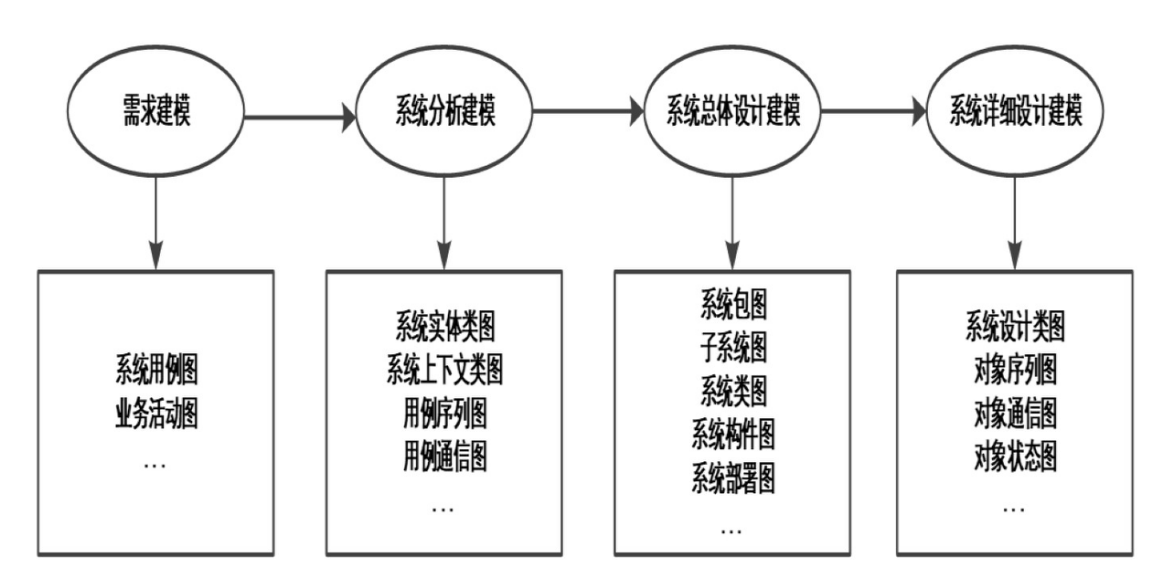 需求建模
系统分析建模
系统总体设计建模
系统详细设计建模
系统用例图
业务活动图
…
系统实体类图
系统上下文类图
用例序列图
用例通信图
…
系统包图
子系统图
系统类图
系统构件图
系统部署图
…
系统设计类图
对象序列图
对象通信图
对象状态图
…